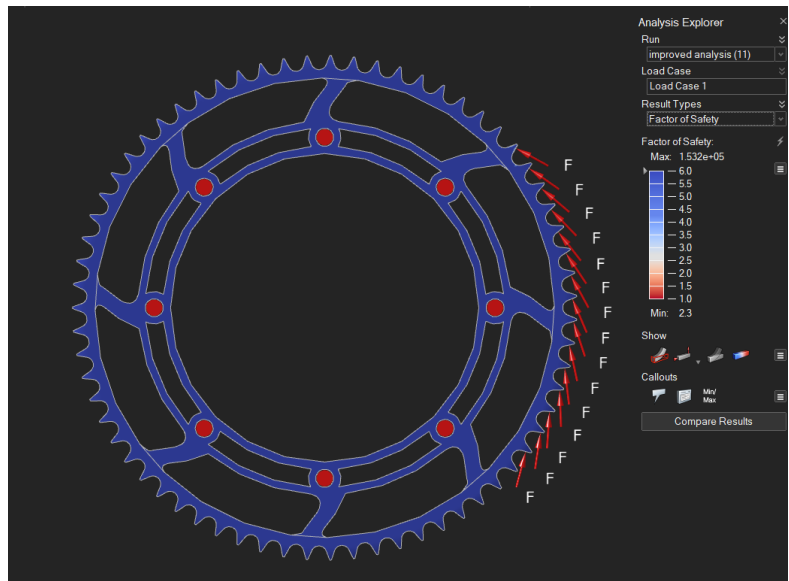 Analysis Explorer
Run
improved analysis (11)
Load Case
Load Case 1
Result Types
Factor of Safety
Factor of Safety:
Max: 1.532e+05
6.0
5.5
5.0
4.5
4.0
3.5
3.0
2.5
2.0
1.5
1.0
Min: 2.3
Show
Callouts
Min/
Max
Compare Results
F
F
F
F
F
F
F
F
F
F
F
F
F
F